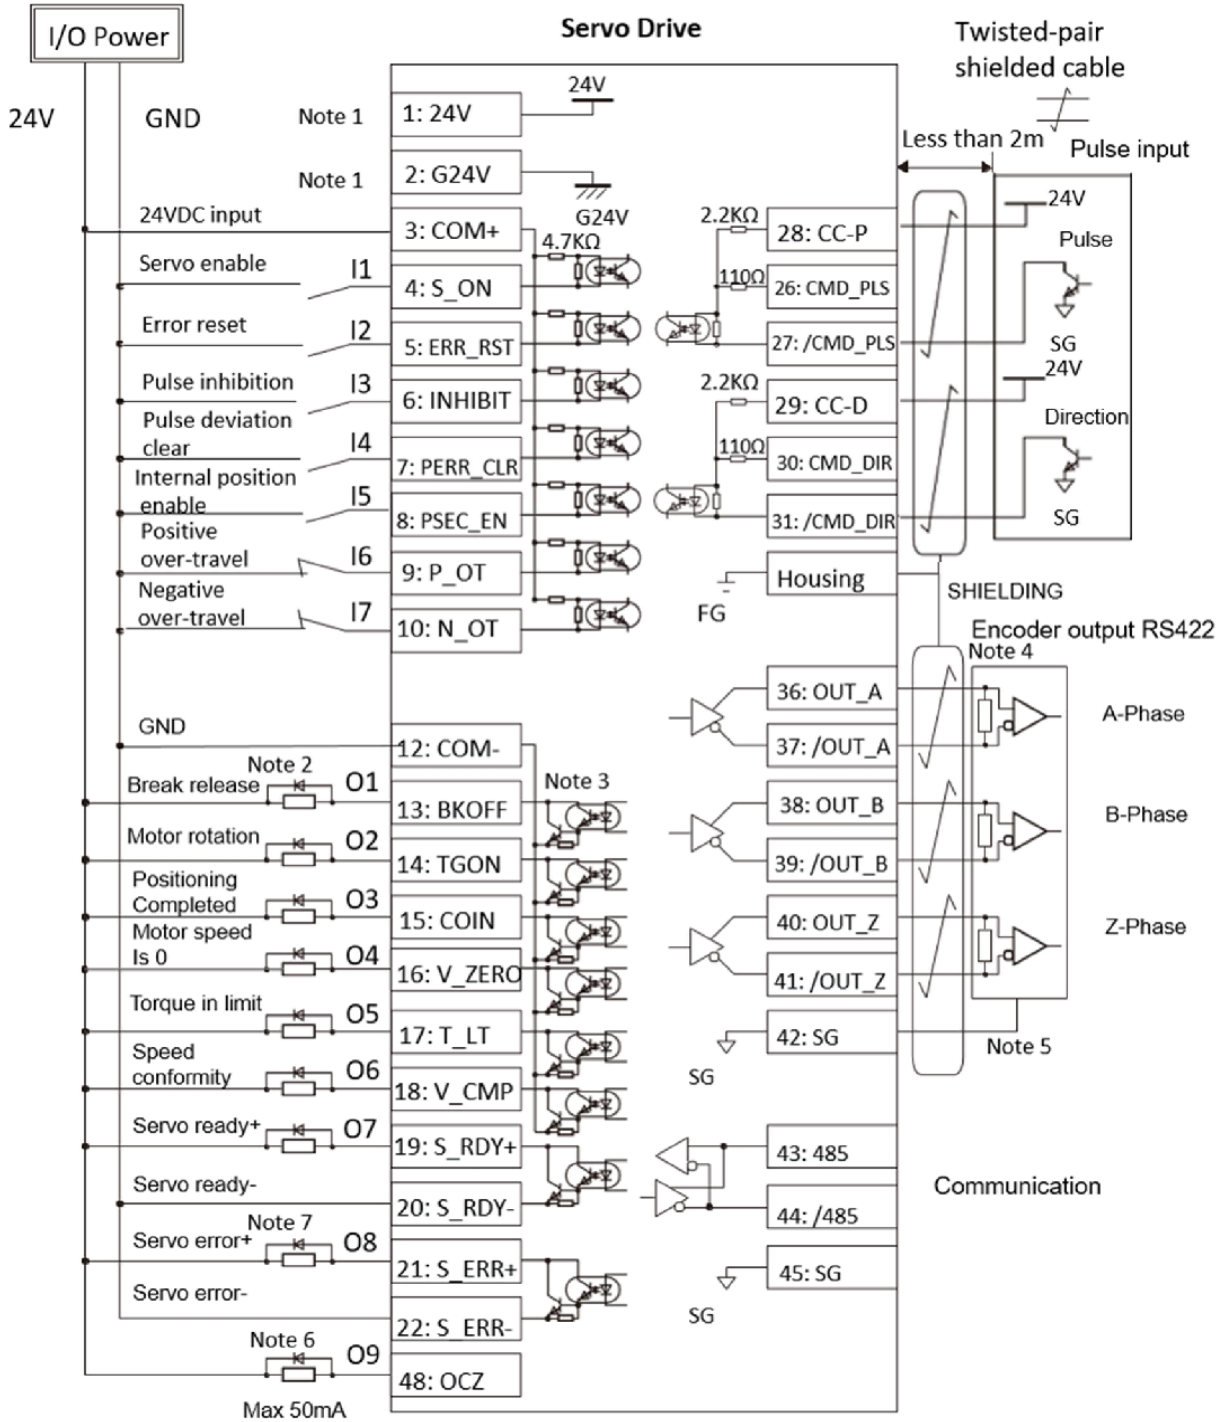 I/O Power
Servo Drive
Twisted-pair
shielded cable
24V
GND
Note 1
1: 24V
24V
Less than 2m
Pulse input
Note 1
2: G24V
G24V
24VDC input
3: COM+
4.7KΩ
2.2KΩ
28: CC-P
24V
Pulse
Servo enable
I1
4: S_ON
110Ω
26: CMD_PLS
Error reset
I2
5: ERR_RST
27: /CMD_PLS
SG
24V
Pulse inhibition
I3
6: INHIBIT
2.2KΩ
29: CC-D
Direction
Pulse deviation
clear
I4
7: PERR_CLR
110Ω
30: CMD_DIR
Internal position
enable
I5
8: PSEC_EN
31: /CMD_DIR
SG
Positive
over-travel
I6
9: P_OT
Housing
FG
SHIELDING
Negative
over-travel
I7
10: N_OT
Encoder output RS422
Note 4
36: OUT_A
A-Phase
37: /OUT_A
GND
12: COM-
Note 2
Note 3
Break release
O1
13: BKOFF
38: OUT_B
B-Phase
Motor rotation
O2
14: TGON
39: /OUT_B
Positioning
Completed
O3
15: COIN
40: OUT_Z
Z-Phase
Motor speed
Is 0
O4
16: V_ZERO
41: /OUT_Z
Torque in limit
O5
17: T_LT
42: SG
SG
Note 5
Speed
conformity
O6
18: V_CMP
Servo ready+
O7
19: S_RDY+
43: 485
Servo ready-
20: S_RDY-
44: /485
Communication
Note 7
Servo error+
O8
21: S_ERR+
45: SG
SG
Servo error-
22: S_ERR-
Note 6
O9
48: OCZ
Max 50mA